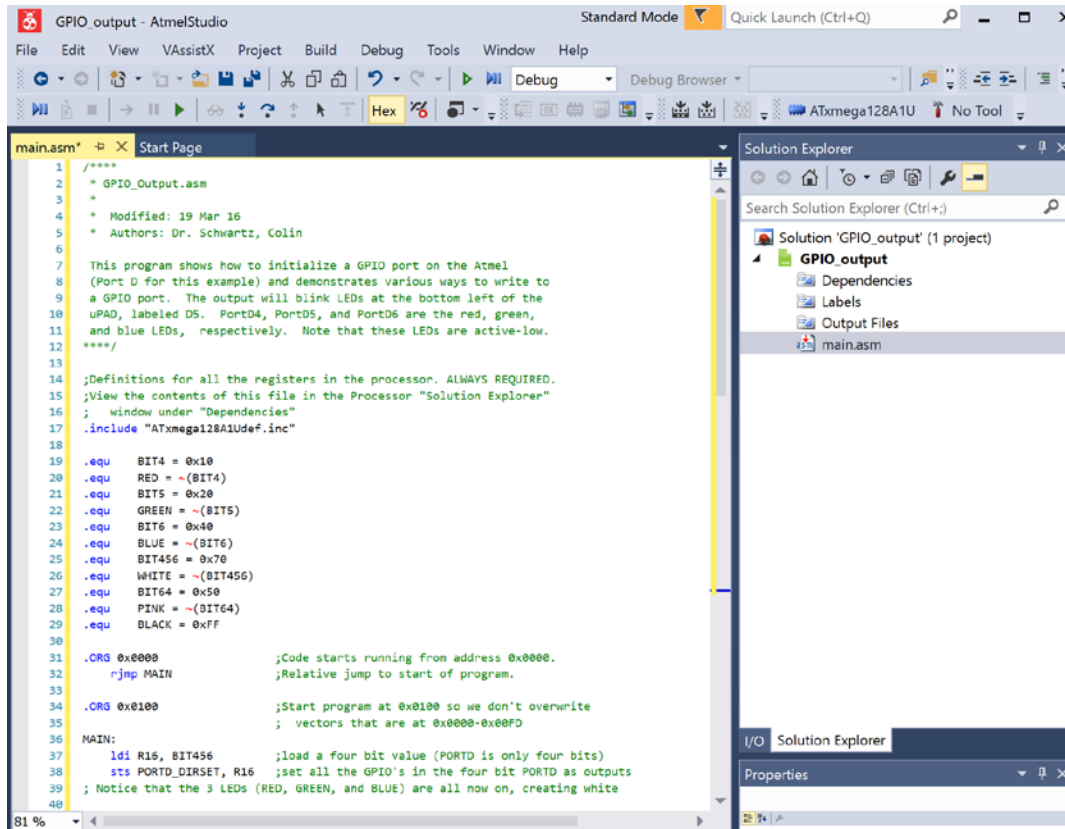 GPIO_output - AtmelStudio
Standard Mode
Quick Launch (Ctrl+Q)
File Edit View VAssistX Project Build Debug Tools Window Help
Debug
Debug Browser
Hex
ATxmega128A1U
No Tool
main.asm*
Start Page
1 /****
2 * GPIO_Output.asm
3 *
4 * Modified: 19 Mar 16
5 * Authors: Dr. Schwartz, Colin
6
7 This program shows how to initialize a GPIO port on the Atmel
8 (Port D for this example) and demonstrates various ways to write to
9 a GPIO port. The output will blink LEDs at the bottom left of the
10 uPAD, labeled D5. PortD4, PortD5, and PortD6 are the red, green,
11 and blue LEDs, respectively. Note that these LEDs are active-low.
12 ****/
13
14 ;Definitions for all the registers in the processor. ALWAYS REQUIRED.
15 ;View the contents of this file in the Processor "Solution Explorer"
16 ; window under "Dependencies"
17 .include "ATxmega128A1Udef.inc"
18
19 .equ BIT4 = 0x10
20 .equ RED = ~(BIT4)
21 .equ BIT5 = 0x20
22 .equ GREEN = ~(BIT5)
23 .equ BIT6 = 0x40
24 .equ BLUE = ~(BIT6)
25 .equ BIT456 = 0x70
26 .equ WHITE = ~(BIT456)
27 .equ BIT64 = 0x50
28 .equ PINK = ~(BIT64)
29 .equ BLACK = 0xFF
30
31 .ORG 0x0000 ;Code starts running from address 0x0000.
32 rjmp MAIN ;Relative jump to start of program.
33
34 .ORG 0x0100 ;Start program at 0x0100 so we don't overwrite
35 ; vectors that are at 0x0000-0x00FD
36 MAIN:
37 ldi R16, BIT456 ;load a four bit value (PORTD is only four bits)
38 sts PORTD_DIRSET, R16 ;set all the GPIO's in the four bit PORTD as outputs
39 ; Notice that the 3 LEDs (RED, GREEN, and BLUE) are all now on, creating white
40
81 %
Solution Explorer
Search Solution Explorer (Ctrl+;)
Solution 'GPIO_output' (1 project)
GPIO_output
Dependencies
Labels
Output Files
main.asm
I/O
Solution Explorer
Properties